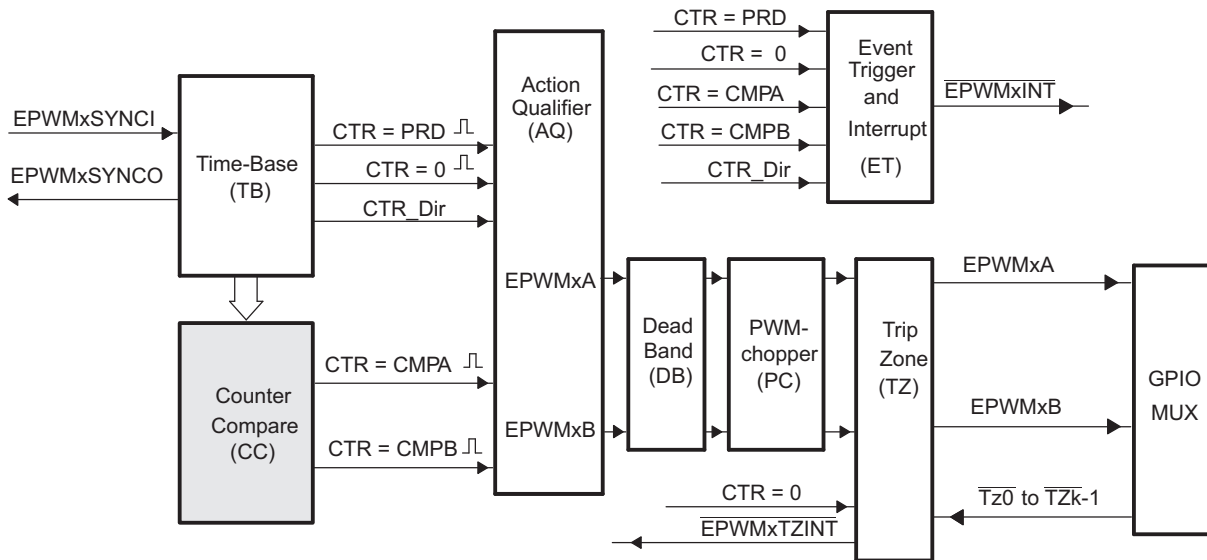 EPWMxSYNCI
EPWMxSYNCO
Time-Base
(TB)
CTR = PRD
CTR = 0
CTR_Dir
Counter
Compare
(CC)
CTR = CMPA
CTR = CMPB
Action
Qualifier
(AQ)
EPWMxA
EPWMxB
CTR = PRD
CTR = 0
CTR = CMPA
CTR = CMPB
CTR_Dir
Event
Trigger
and
Interrupt
(ET)
EPWMxINT
Dead
Band
(DB)
PWM-
chopper
(PC)
Trip
Zone
(TZ)
CTR = 0
EPWMxTZINT
EPWMxA
EPWMxB
Tz0 to TZk-1
GPIO
MUX